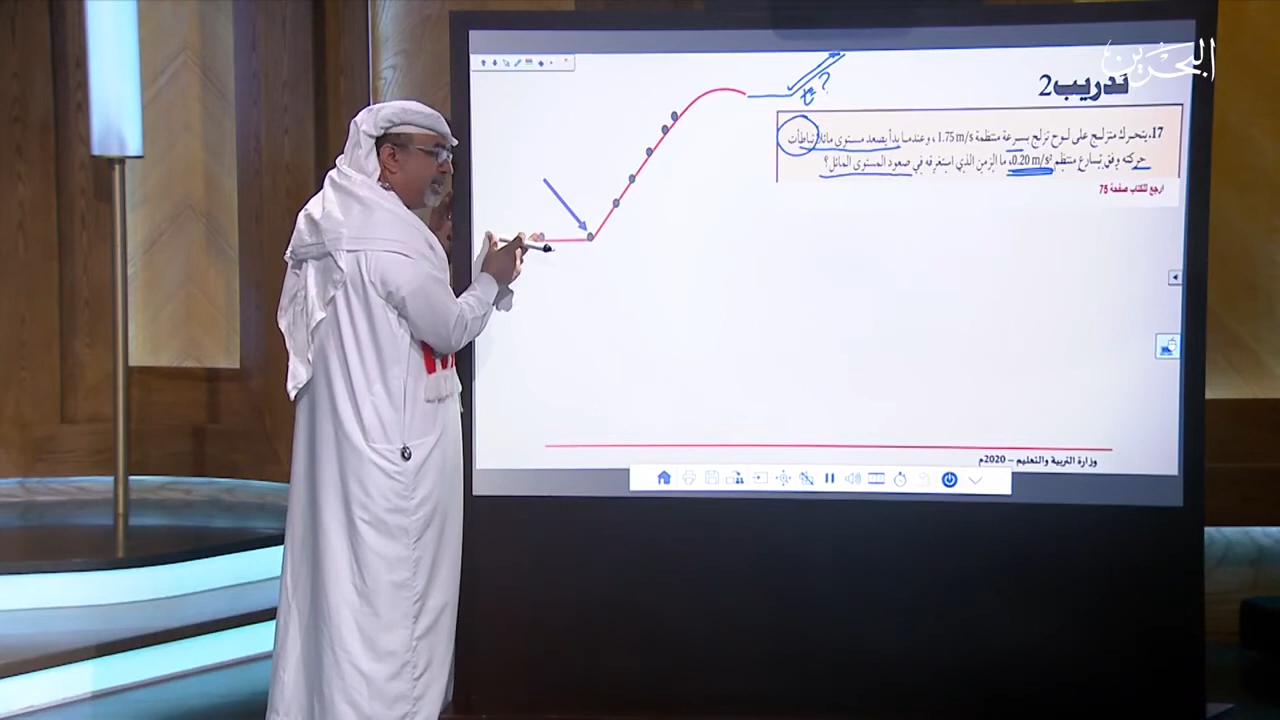 البحرين
تدريب2
t?
17. يتحرك متزلج على لوح تزلج بسرعة منتظمة 1.75 m/s، وعندما بدأ يصعد مستوى مائلا تباطأت
حركته وفق تسارع منتظم 0.20 m/s²، ما الزمن الذي استغرقه في صعود المستوى المائل؟
ارجع للكتاب صفحة 75
وزارة التربية والتعليم – 2020م